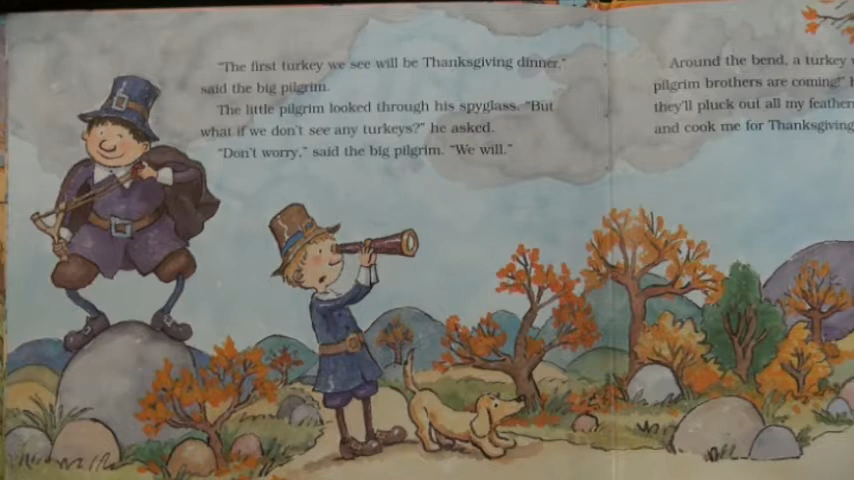 "The first turkey we see will be Thanksgiving dinner,"
said the big pilgrim.
The little pilgrim looked through his spyglass. "But
what if we don't see any turkeys?" he asked.
"Don't worry," said the big pilgrim. "We will."
Around the bend, a turkey
pilgrim brothers are coming!"
they'll pluck out all my
and cook me for Thanksgiving